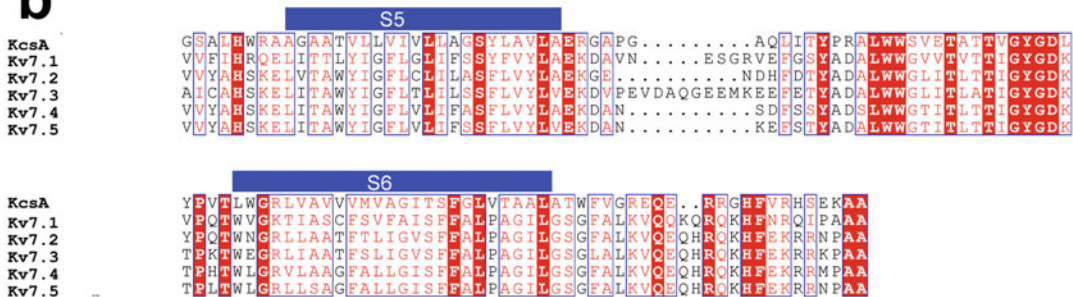 b
S5
KcsA GSALHWRAAGAATVLLVIVLLAGSYLAVLAERGAPG.........AQLITYPRALWWSVETATTVGYGDL
Kv7.1 VVFIHRQELITTLYIGFLGLIFSSYFVYLAEKDAVN.....ESGRVEFGSYADALWWGVVTVTTIGYGDK
Kv7.2 VVYAHSKELVTAWYIGFLCLILASFLVYLAEKGE.........NDHFDTYADALWWGLITLTTIGYGDK
Kv7.3 AICAHSKELITAWYIGFLTLILSSFLVYLVEKDVPEVDAQGEEMKEEFETYADALWWGLITLATIGYGDK
Kv7.4 VVYAHSKELITAWYIGFLVLIFASFLVYLAEKDAN.........SDFSSYADSLWWGTITLTTIGYGDK
Kv7.5 VVYAHSKELITAWYIGFLVLIFSSFLVYLVEKDAN.........KEFSTYADALWWGTITLTTIGYGDK
S6
KcsA YPVTLWGRLVAVVVMVAGITSFGLVTAALATWFVGREQE..RRGHFVRHSEKAA
Kv7.1 VPQTWVGKTIASCFSVFAISFFALPAGILGSGFALKVQQKQRQKHFNRQIPAA
Kv7.2 YPQTWNGRLLAATFTLIGVSFFALPAGILGSGFALKVQEQHRQKHFEKRRNPAA
Kv7.3 TPKTWEGRLIAATFSLIGVSFFALPAGILGSGLALKVQEQHRQKHFEKRRKPAA
Kv7.4 TPHTWLGRVLAAGFALLGISFFALPAGILGSGFALKVQEQHRQKHFEKRRMPAA
Kv7.5 TPLTWLGRLLSAGFALLGISFFALPAGILGSGFALKVQEQHRQKHFEKRRNPAA